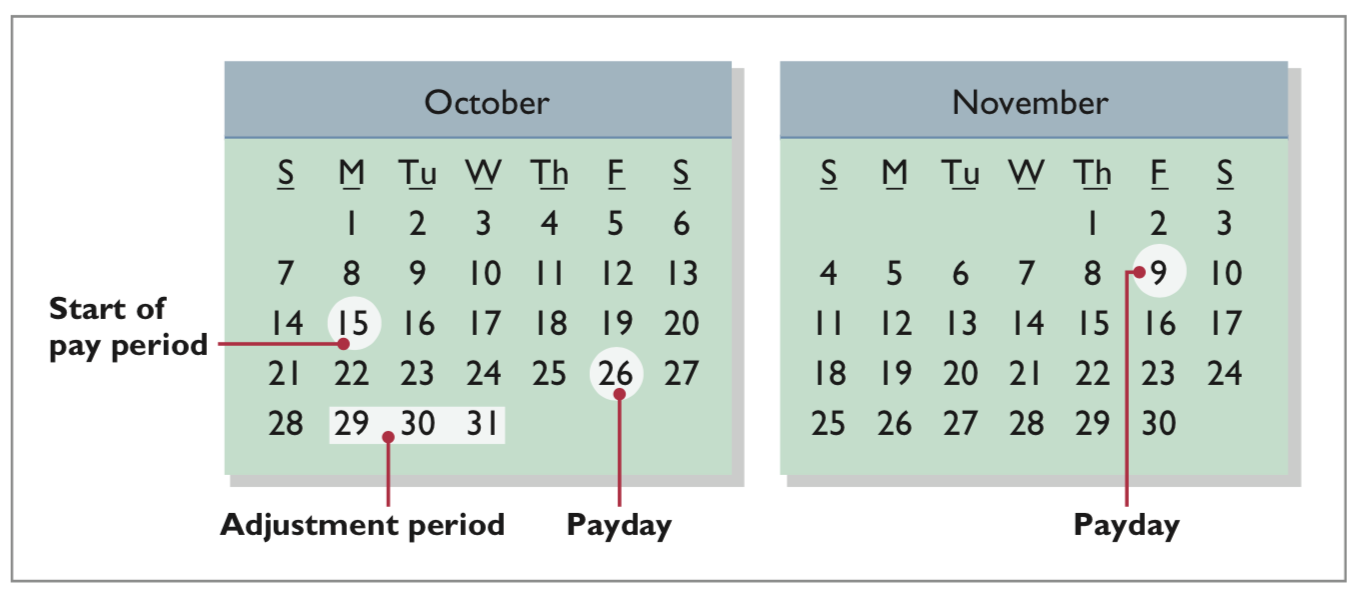 October
S M Tu W Th F S
1 2 3 4 5 6
7 8 9 10 11 12 13
14 15 16 17 18 19 20
21 22 23 24 25 26 27
28 29 30 31
November
S M Tu W Th F S
1 2 3
4 5 6 7 8 9 10
11 12 13 14 15 16 17
18 19 20 21 22 23 24
25 26 27 28 29 30
Start of
pay period
Adjustment period
Payday
Payday